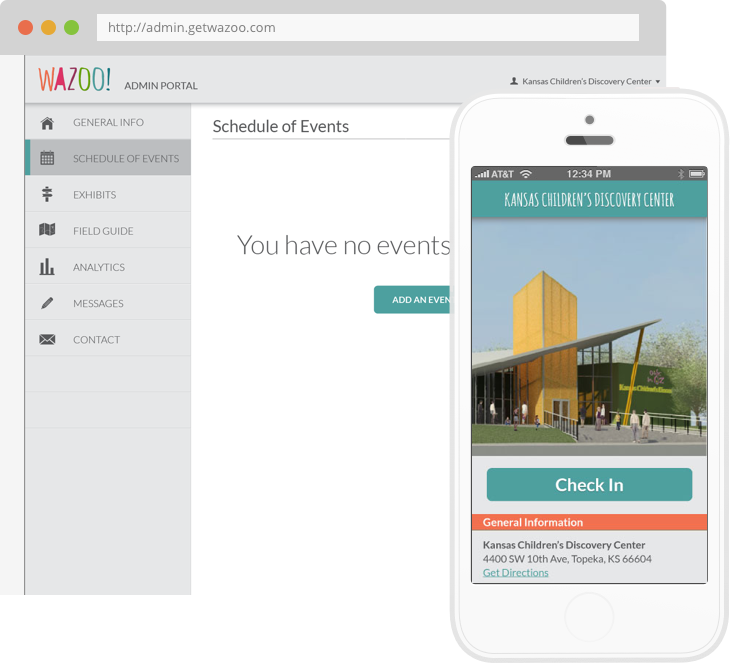 http://admin.getwazoo.com
WAZOO!
ADMIN PORTAL
Kansas Children's Discovery Center
GENERAL INFO
SCHEDULE OF EVENTS
EXHIBITS
FIELD GUIDE
ANALYTICS
MESSAGES
CONTACT
Schedule of Events
You have no events
ADD AN EVEN
AT&T 12:34 PM
KANSAS CHILDREN'S DISCOVERY CENTER
Check In
General Information
Kansas Children's Discovery Center
4400 SW 10th Ave, Topeka, KS 66604
Get Directions